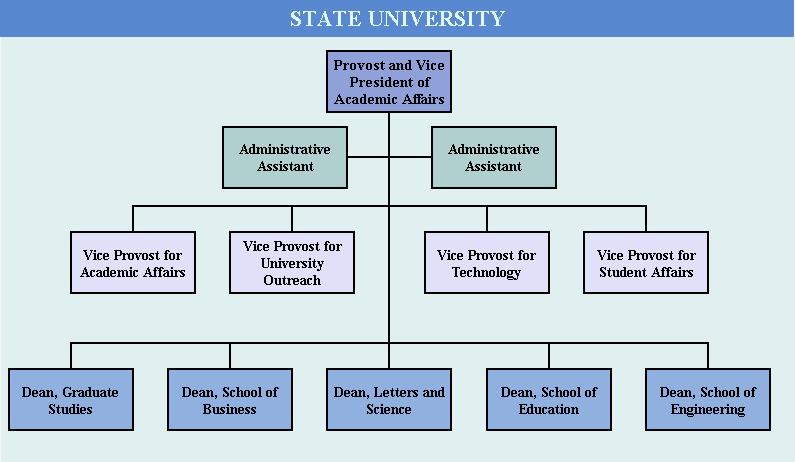 STATE UNIVERSITY
Provost and Vice
President of
Academic Affairs
Administrative
Assistant
Administrative
Assistant
Vice Provost for
Academic Affairs
Vice Provost for
University
Outreach
Vice Provost for
Technology
Vice Provost for
Student Affairs
Dean, Graduate
Studies
Dean, School of
Business
Dean, Letters and
Science
Dean, School of
Education
Dean, School of
Engineering